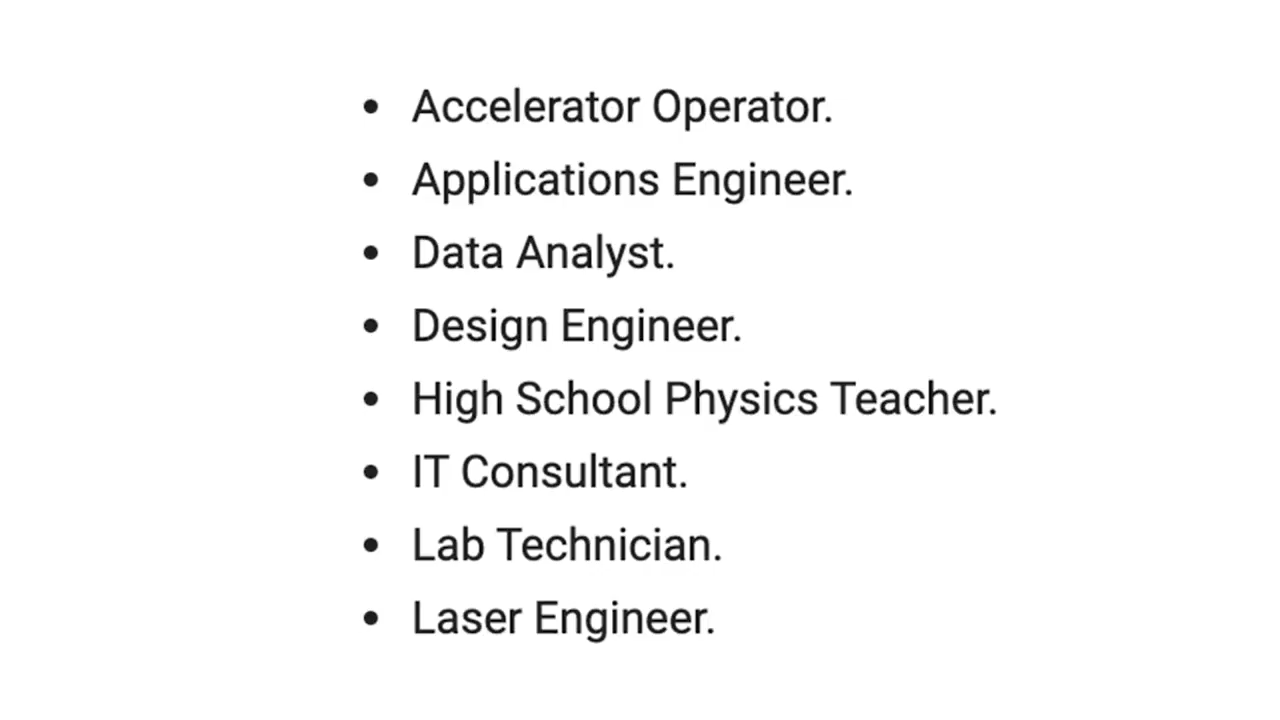 • Accelerator Operator.
• Applications Engineer.
• Data Analyst.
• Design Engineer.
• High School Physics Teacher.
• IT Consultant.
• Lab Technician.
• Laser Engineer.